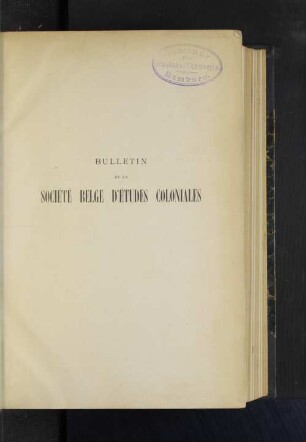 BULLETIN
DE LA
SOCIÉTÉ BELGE D'ÉTUDES COLONIALES